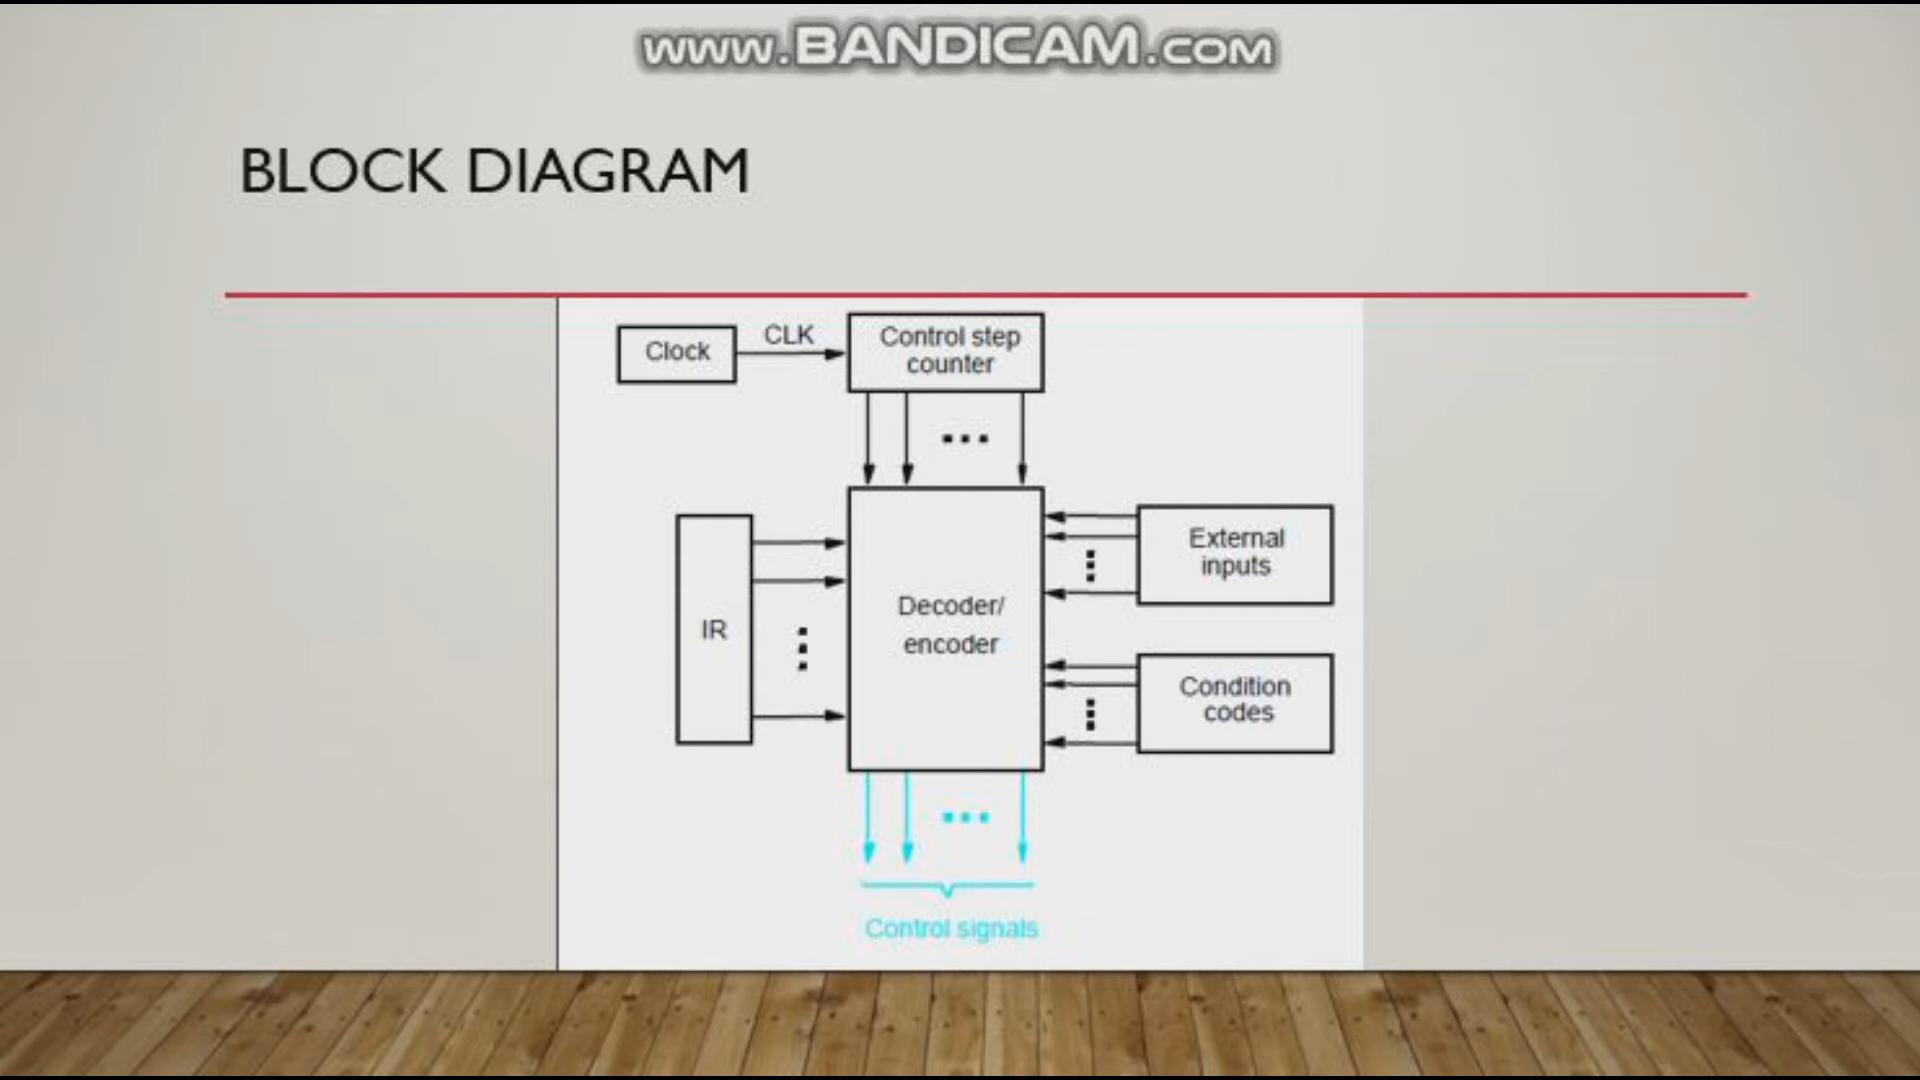 www.BANDICAM.com
BLOCK DIAGRAM
Clock
CLK
Control step
counter
IR
Decoder/
encoder
External
inputs
Condition
codes
Control signals